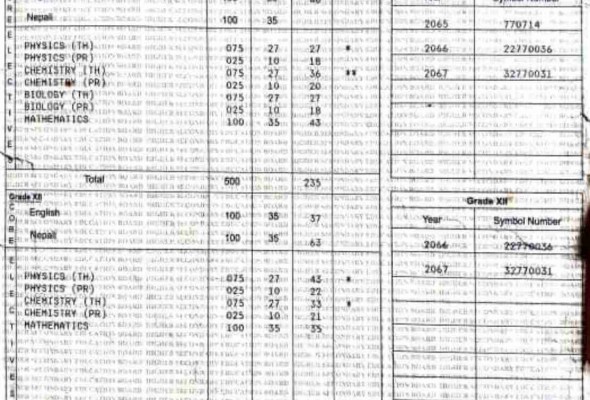 Nepali 100 35
2065 770714
PHYSICS (TH) 075 27 27 *
2066 22770036
PHYSICS (PR) 025 10 18
CHEMISTRY (TH) 075 27 36 **
2067 32770031
CHEMISTRY (PR) 025 10 20
BIOLOGY (TH) 075 27 27
BIOLOGY (PR) 025 10 18
MATHEMATICS 100 35 43
Total 500 235
Grade XII
Grade XII
English 100 35 37
Year Symbol Number
Nepali 100 35 63
2066 22770036
2067 32770031
PHYSICS (TH) 075 27 43 *
PHYSICS (PR) 025 10 22
CHEMISTRY (TH) 075 27 33 *
CHEMISTRY (PR) 025 10 21
MATHEMATICS 100 35 35
CORE
ELECTIVES